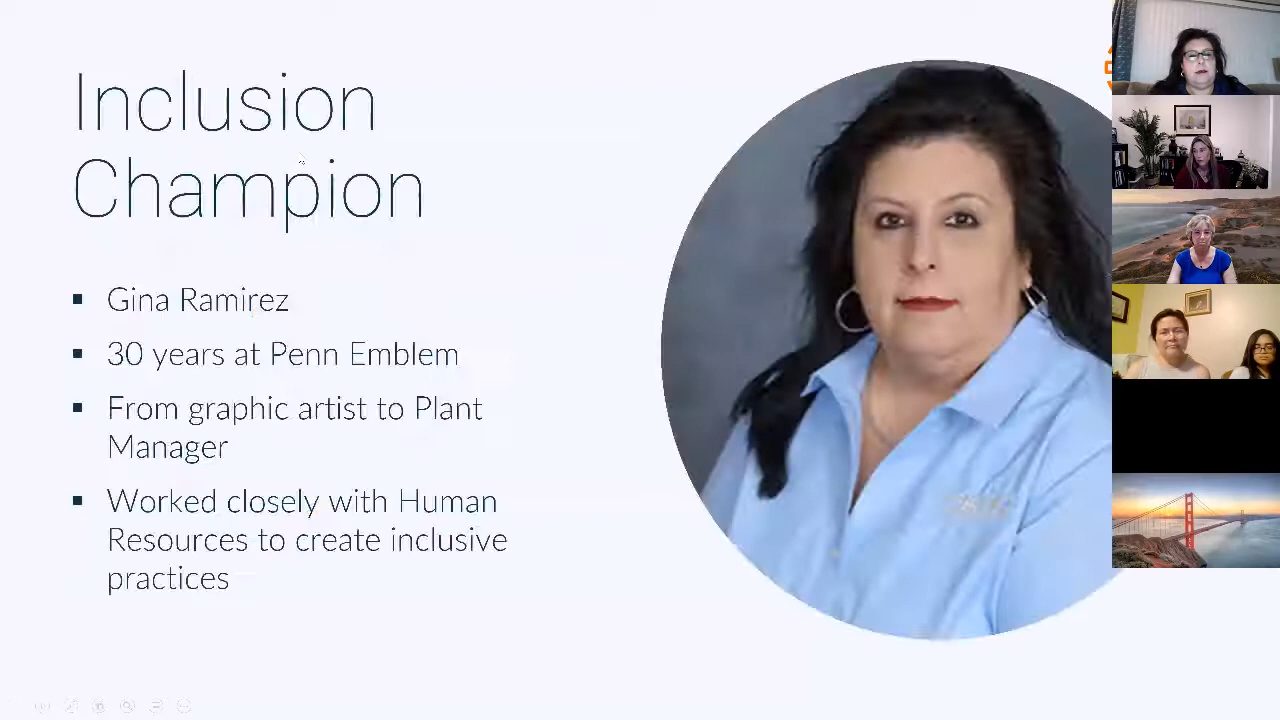 Inclusion
Champion
▪ Gina Ramirez
▪ 30 years at Penn Emblem
▪ From graphic artist to Plant
Manager
▪ Worked closely with Human
Resources to create inclusive
practices